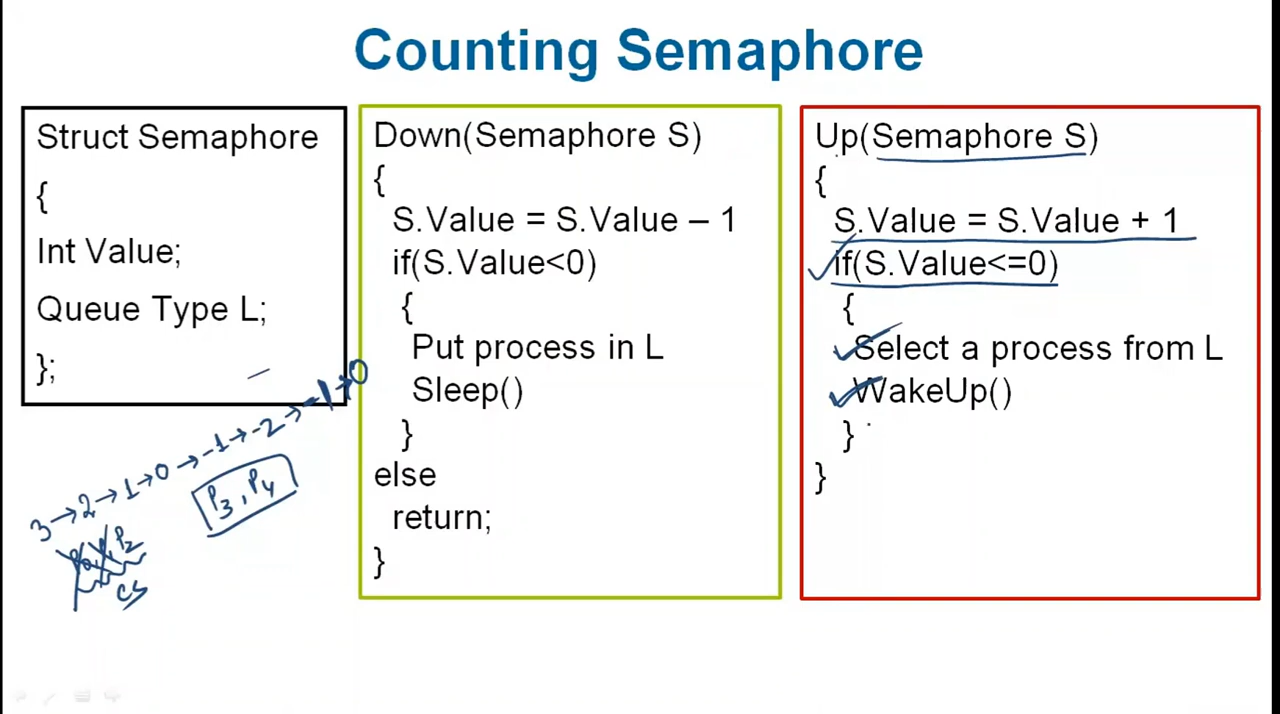 Counting Semaphore
Struct Semaphore
{
Int Value;
Queue Type L;
};
Down(Semaphore S)
{
S.Value = S.Value – 1
if(S.Value<0)
{
Put process in L
Sleep()
}
else
return;
}
Up(Semaphore S)
{
S.Value = S.Value + 1
if(S.Value<=0)
{
Select a process from L
WakeUp()
}
}
3→2→1→0→-1→-2→-1→0
P3, P4
P2
CS